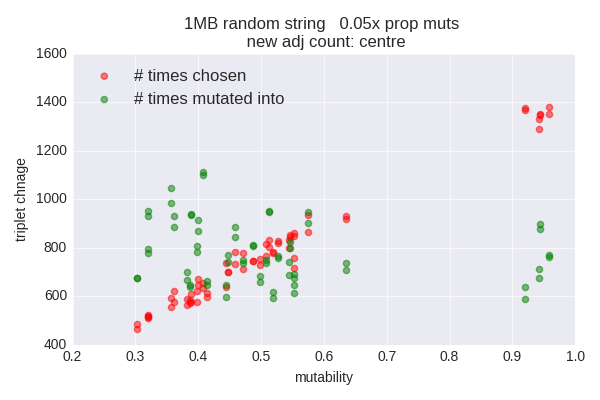 1MB random string 0.05x prop muts
new adj count: centre
1600
1400
1200
1000
800
600
400
triplet chnage
# times chosen
# times mutated into
0.2 0.3 0.4 0.5 0.6 0.7 0.8 0.9 1.0
mutability